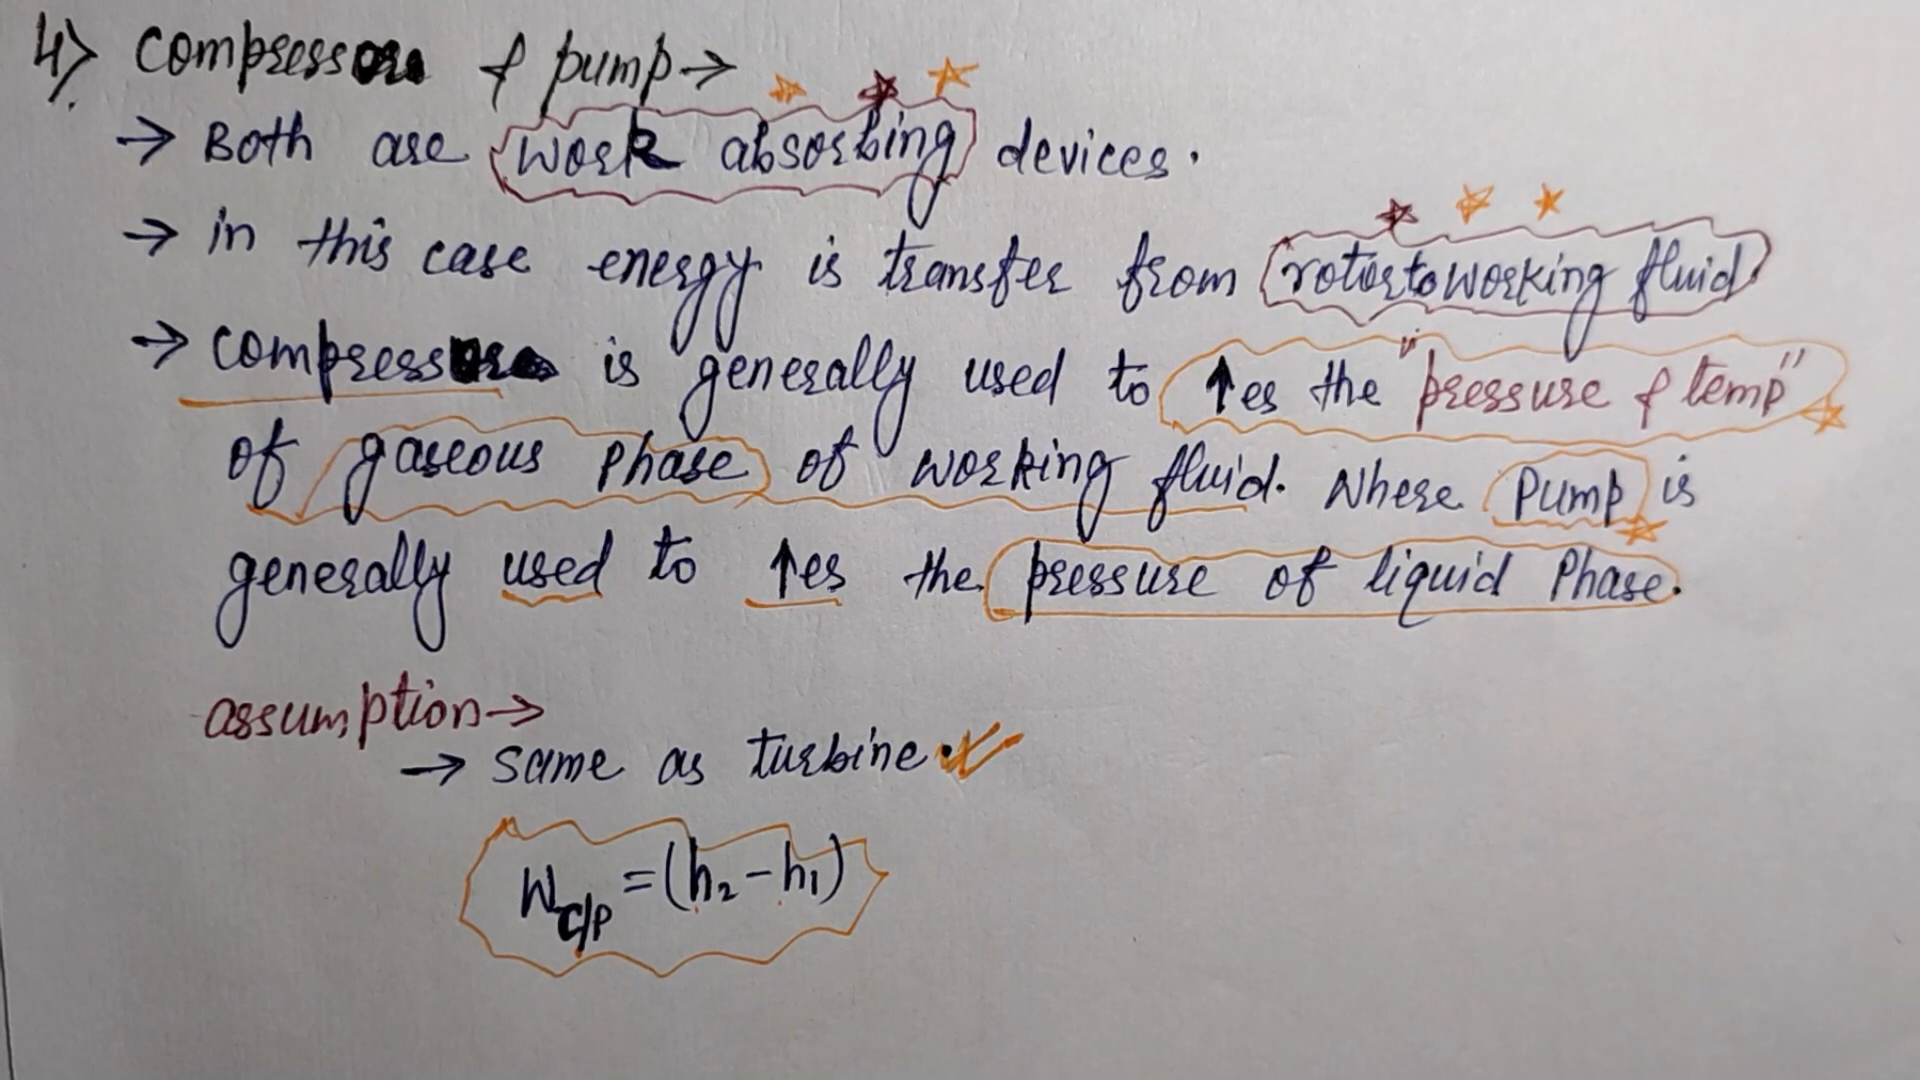 4) Compressor & pump →
→ Both are work absorbing devices.
→ in this case energy is transfer from rotor to working fluid
→ compressor is generally used to ↑es the "pressure & temp"
of gaseous phase of working fluid. Where Pump is
generally used to ↑es the pressure of liquid Phase.
assumption →
→ same as turbine.
W_C/P = (h₂ - h₁)